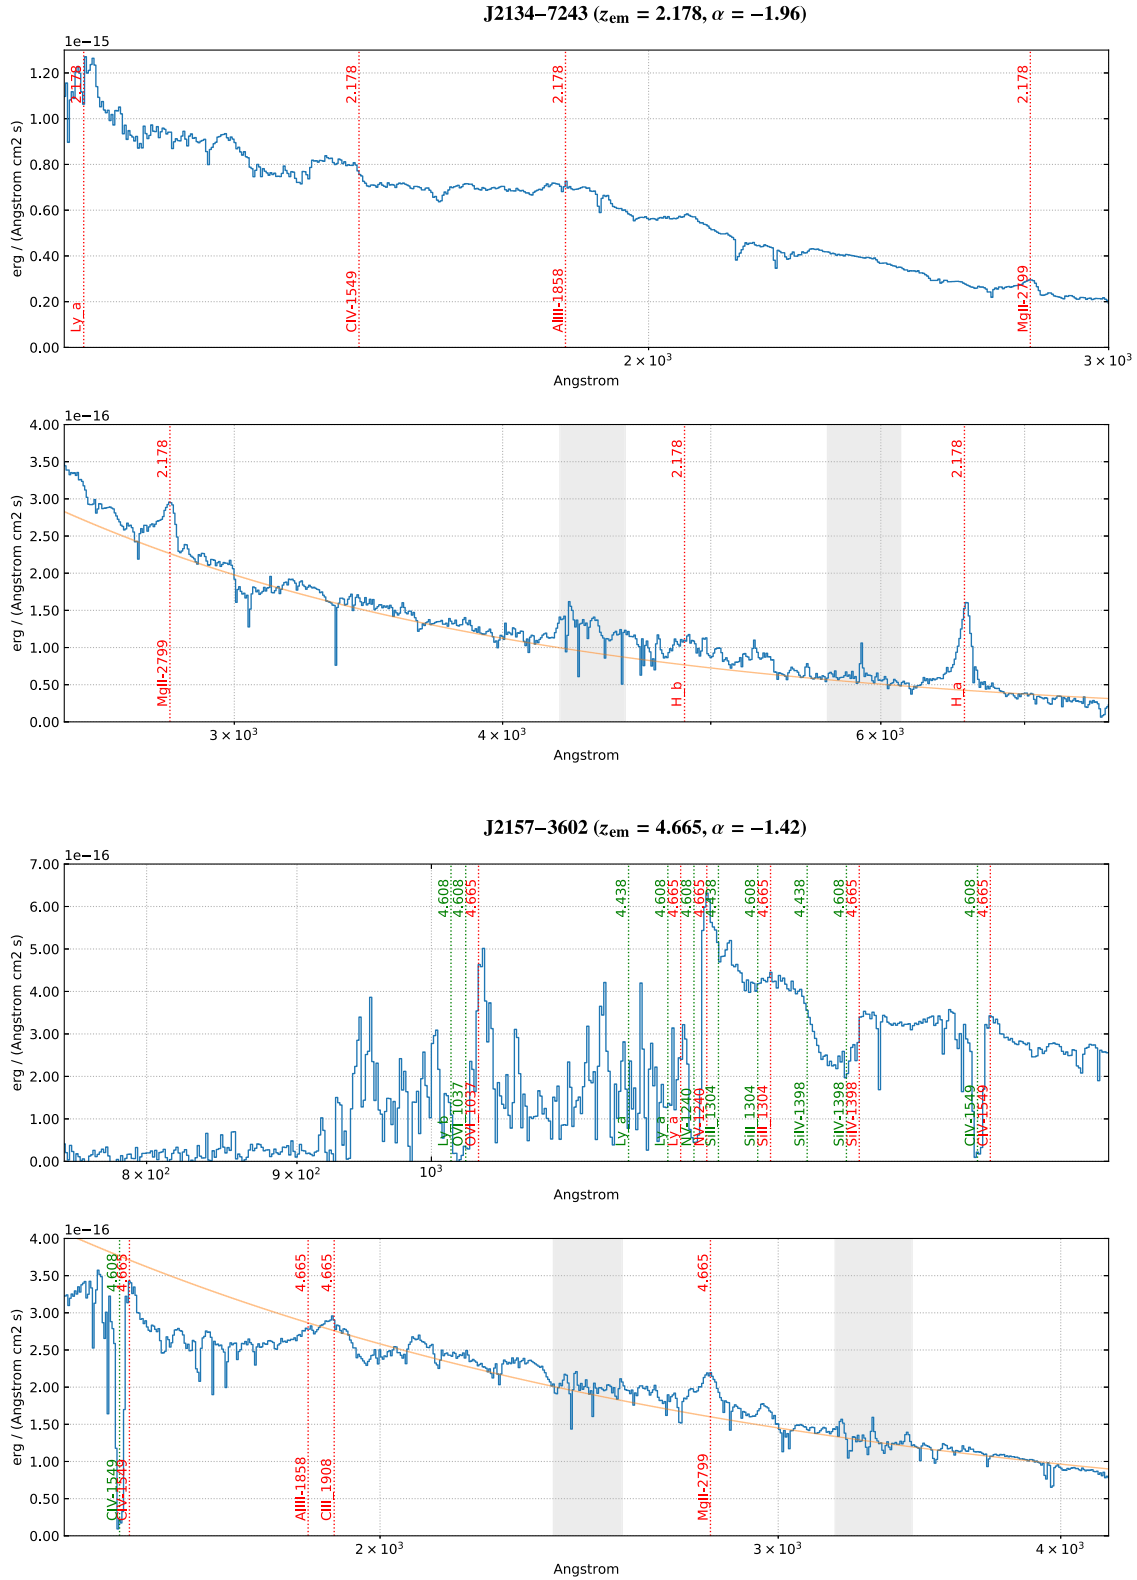 J2134−7243 (z_em = 2.178, α = −1.96)
1e−15
erg / (Angstrom cm2 s)
1.20
1.00
0.80
0.60
0.40
0.20
0.00
2.178
2.178
2.178
2.178
Ly_a
CIV-1549
AlIII-1858
MgII-2799
2 × 10³
3 × 10³
Angstrom
1e−16
erg / (Angstrom cm2 s)
4.00
3.50
3.00
2.50
2.00
1.50
1.00
0.50
0.00
2.178
2.178
2.178
MgII-2799
H_b
H_a
3 × 10³
4 × 10³
6 × 10³
Angstrom
J2157−3602 (z_em = 4.665, α = −1.42)
1e−16
erg / (Angstrom cm2 s)
7.00
6.00
5.00
4.00
3.00
2.00
1.00
0.00
4.608
4.608
4.665
4.438
4.608
4.665
4.608
4.665
4.438
4.608
4.665
4.438
4.608
4.665
4.608
4.665
Ly_b
OVI_1037
OVI_1037
Ly_a
Ly_a
Ly_a
NV-1240
NV-1240
SiII_1304
SiII_1304
SiII_1304
SiIV-1398
SiIV-1398
SiIV-1398
CIV-1549
CIV-1549
8 × 10²
9 × 10²
10³
Angstrom
1e−16
erg / (Angstrom cm2 s)
4.00
3.50
3.00
2.50
2.00
1.50
1.00
0.50
0.00
4.608
4.665
4.665
4.665
4.665
CIV-1549
CIV-1549
AlIII-1858
CIII_1908
MgII-2799
2 × 10³
3 × 10³
4 × 10³
Angstrom